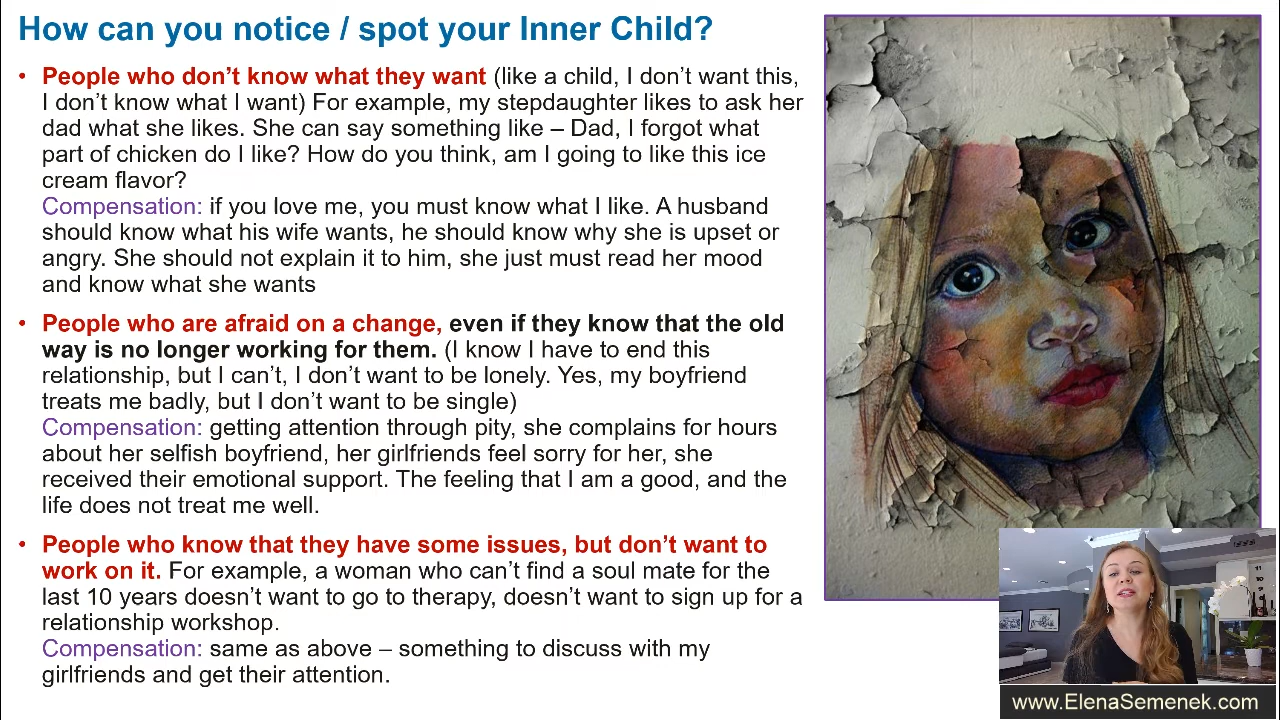 How can you notice / spot your Inner Child?
• People who don't know what they want (like a child, I don't want this,
I don't know what I want) For example, my stepdaughter likes to ask her
dad what she likes. She can say something like – Dad, I forgot what
part of chicken do I like? How do you think, am I going to like this ice
cream flavor?
Compensation: if you love me, you must know what I like. A husband
should know what his wife wants, he should know why she is upset or
angry. She should not explain it to him, she just must read her mood
and know what she wants
• People who are afraid on a change, even if they know that the old
way is no longer working for them. (I know I have to end this
relationship, but I can't, I don't want to be lonely. Yes, my boyfriend
treats me badly, but I don't want to be single)
Compensation: getting attention through pity, she complains for hours
about her selfish boyfriend, her girlfriends feel sorry for her, she
received their emotional support. The feeling that I am a good, and the
life does not treat me well.
• People who know that they have some issues, but don't want to
work on it. For example, a woman who can't find a soul mate for the
last 10 years doesn't want to go to therapy, doesn't want to sign up for a
relationship workshop.
Compensation: same as above – something to discuss with my
girlfriends and get their attention.
www.ElenaSemenek.com